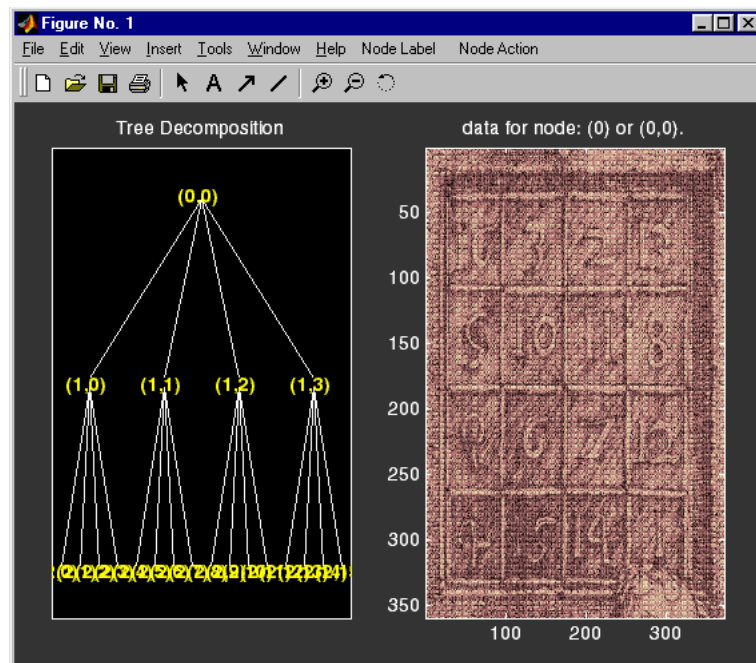 Figure No. 1
File Edit View Insert Tools Window Help Node Label Node Action
A
Tree Decomposition
data for node: (0) or (0,0).
(0,0)
(1,0) (1,1) (1,2) (1,3)
50
100
150
200
250
300
350
100 200 300